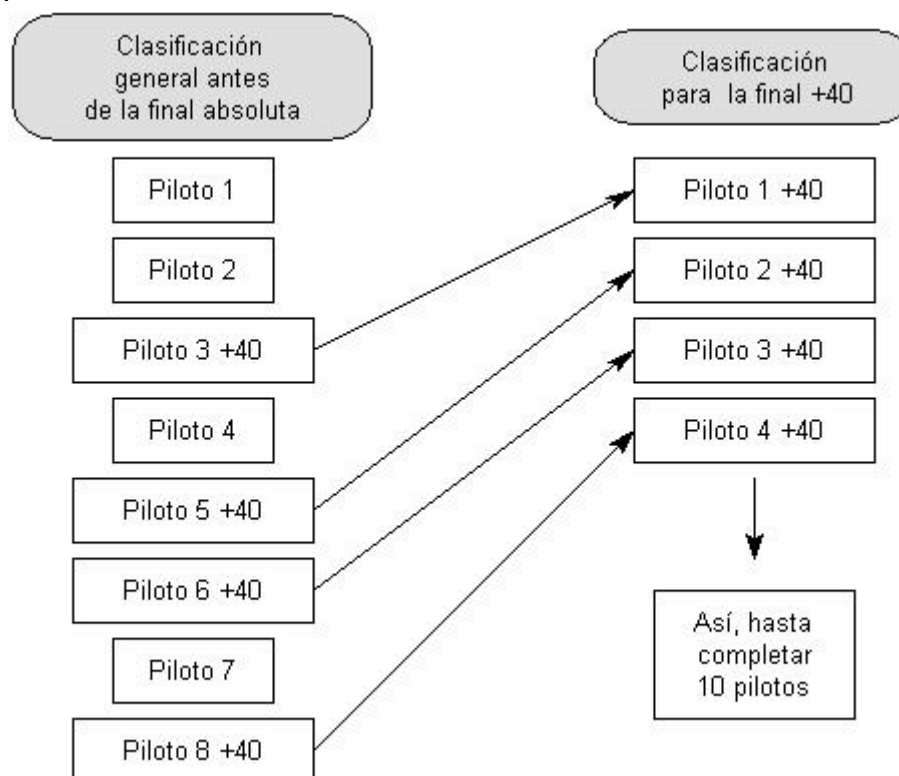 Clasificación
general antes
de la final absoluta
Piloto 1
Piloto 2
Piloto 3 +40
Piloto 4
Piloto 5 +40
Piloto 6 +40
Piloto 7
Piloto 8 +40
Clasificación
para la final +40
Piloto 1 +40
Piloto 2 +40
Piloto 3 +40
Piloto 4 +40
Así, hasta
completar
10 pilotos